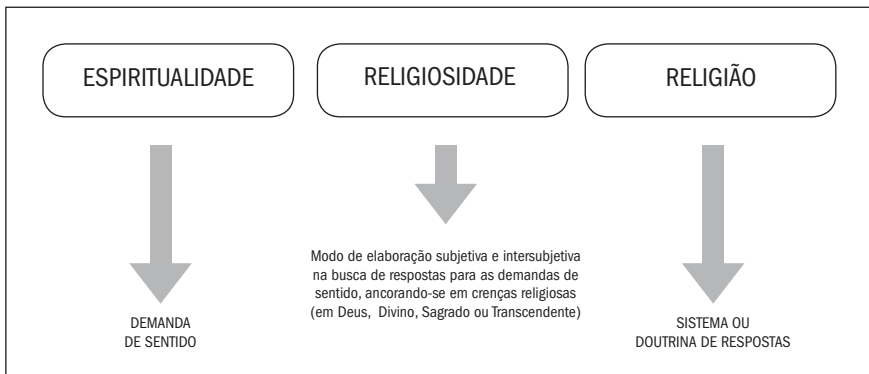 ESPIRITUALIDADE
RELIGIOSIDADE
RELIGIÃO
Modo de elaboração subjetiva e intersubjetiva
na busca de respostas para as demandas de
sentido, ancorando-se em crenças religiosas
(em Deus, Divino, Sagrado ou Transcendente)
DEMANDA
DE SENTIDO
SISTEMA OU
DOUTRINA DE RESPOSTAS